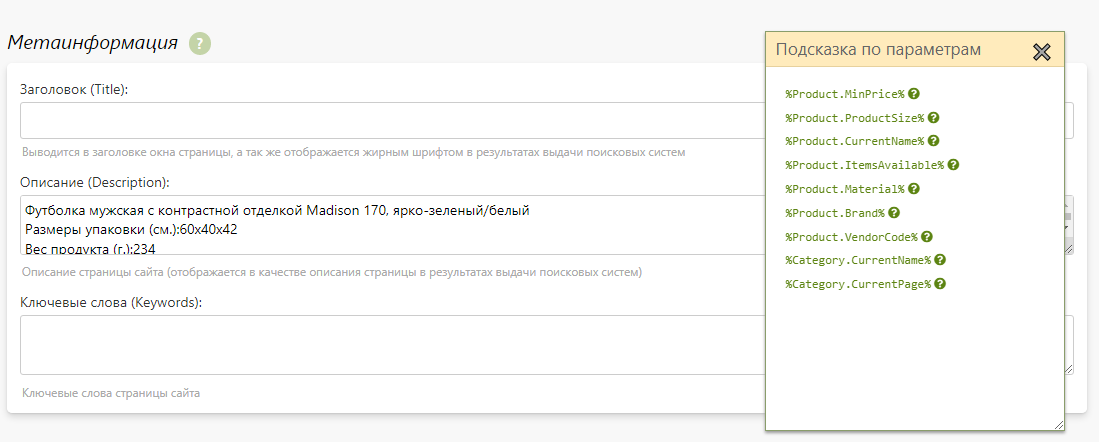 Метаинформация ?
Заголовок (Title):
Выводится в заголовке окна страницы, а так же отображается жирным шрифтом в результатах выдачи поисковых систем
Описание (Description):
Футболка мужская с контрастной отделкой Madison 170, ярко-зеленый/белый
Размеры упаковки (см.):60x40x42
Вес продукта (г.):234
Описание страницы сайта (отображается в качестве описания страницы в результатах выдачи поисковых систем)
Ключевые слова (Keywords):
Ключевые слова страницы сайта
Подсказка по параметрам
%Product.MinPrice% ?
%Product.ProductSize% ?
%Product.CurrentName% ?
%Product.ItemsAvailable% ?
%Product.Material% ?
%Product.Brand% ?
%Product.VendorCode% ?
%Category.CurrentName% ?
%Category.CurrentPage% ?